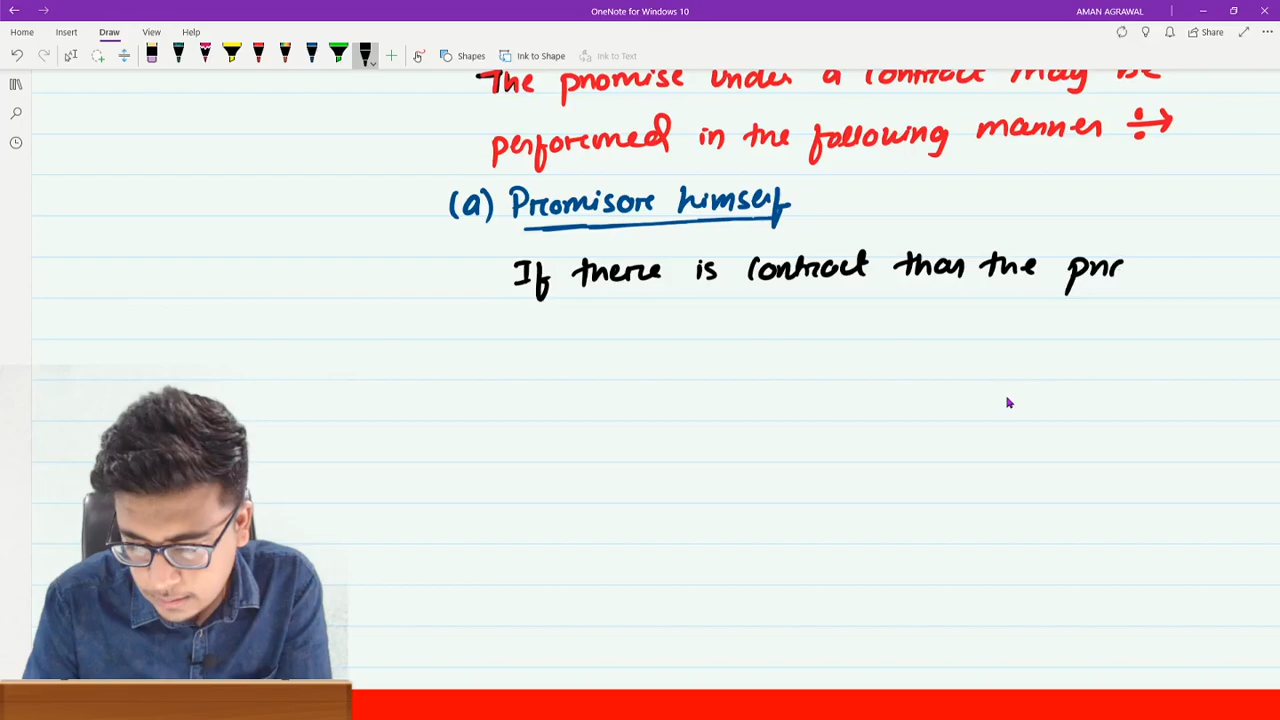 OneNote for Windows 10
AMAN AGRAWAL
Home Insert Draw View Help
Share
Shapes
Ink to Shape
Ink to Text
The promise under a contract may be
performed in the following manner
(a) Promisor himself
If there is contract than the pnr